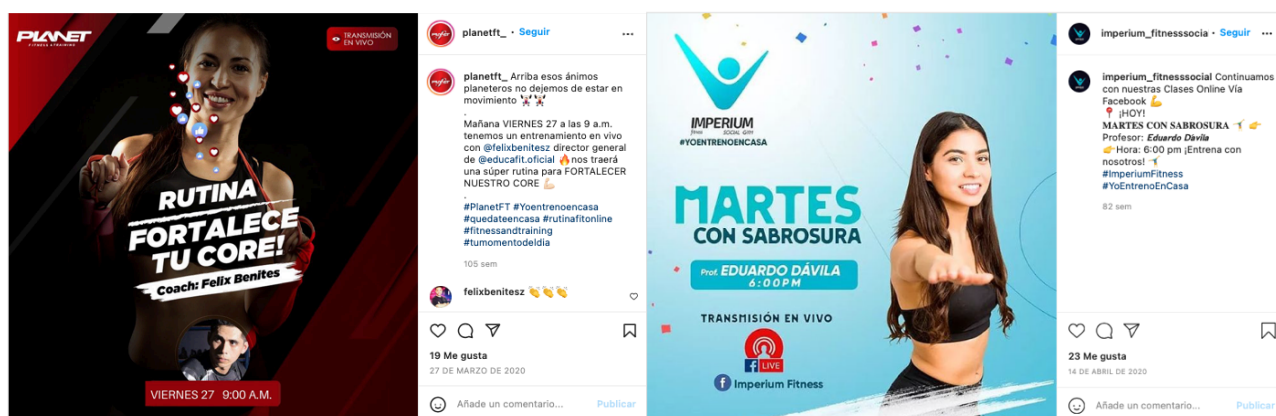 PLANET
FITNESS & TRAINING
TRANSMISIÓN
EN VIVO
RUTINA
FORTALECE
TU CORE!
Coach: Felix Benites
VIERNES 27 9:00 A.M.
planetft_ • Seguir
planetft_ Arriba esos ánimos
planeteros no dejemos de estar en
movimiento
.
Mañana VIERNES 27 a las 9 a.m.
tenemos un entrenamiento en vivo
con @felixbenitesz director general
de @educafit.oficial 🔥nos traerá
una súper rutina para FORTALECER
NUESTRO CORE 💪🏻
.
#PlanetFT #Yoentrenoencasa
#quedateencasa #rutinafitonline
#fitnessandtraining
#tumomentodeldia
105 sem
felixbenitesz 👏👏👏
19 Me gusta
27 DE MARZO DE 2020
Añade un comentario...
Publicar
IMPERIUM
fitness SOCIAL GYM
#YOENTRENOENCASA
MARTES
CON SABROSURA
Prof. EDUARDO DÁVILA
6:00PM
TRANSMISIÓN EN VIVO
f LIVE
Imperium Fitness
imperium_fitnesssocia • Seguir
imperium_fitnesssocial Continuamos
con nuestras Clases Online Vía
Facebook 💪
📍 ¡HOY!
𝐌𝐀𝐑𝐓𝐄𝐒 𝐂𝐎𝐍 𝐒𝐀𝐁𝐑𝐎𝐒𝐔𝐑𝐀 🤸 👉
Profesor: 𝑬𝒅𝒖𝒂𝒓𝒅𝒐 𝑫𝒂̀𝒗𝒊𝒍𝒂
👉Hora: 6:00 pm ¡Entrena con
nosotros! 🤸
#ImperiumFitness
#YoEntrenoEnCasa
82 sem
23 Me gusta
14 DE ABRIL DE 2020
Añade un comentario...
Publicar